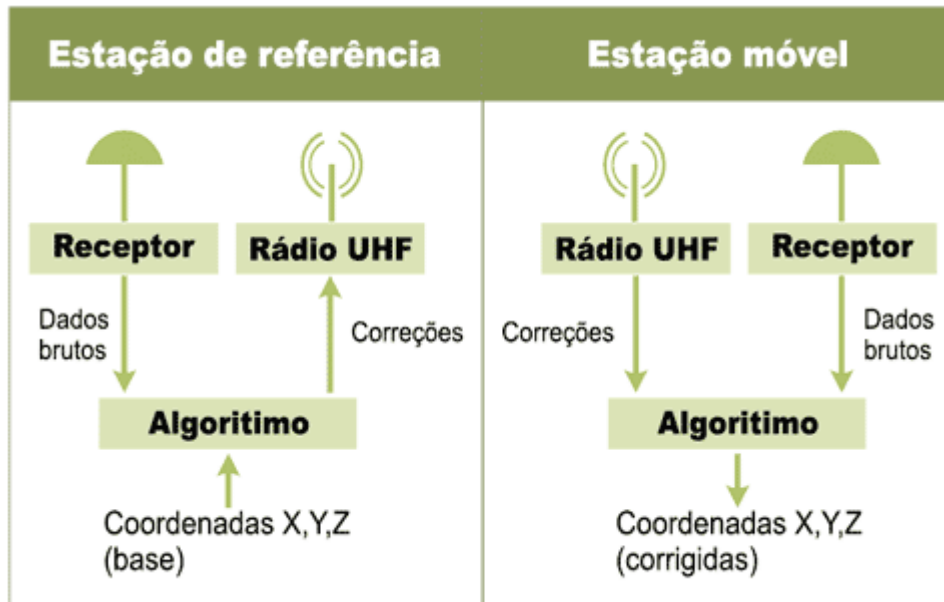 Estação de referência
Receptor
Rádio UHF
Dados
brutos
Correções
Algoritimo
Coordenadas X,Y,Z
(base)
Estação móvel
Rádio UHF
Receptor
Correções
Dados
brutos
Algoritimo
Coordenadas X,Y,Z
(corrigidas)